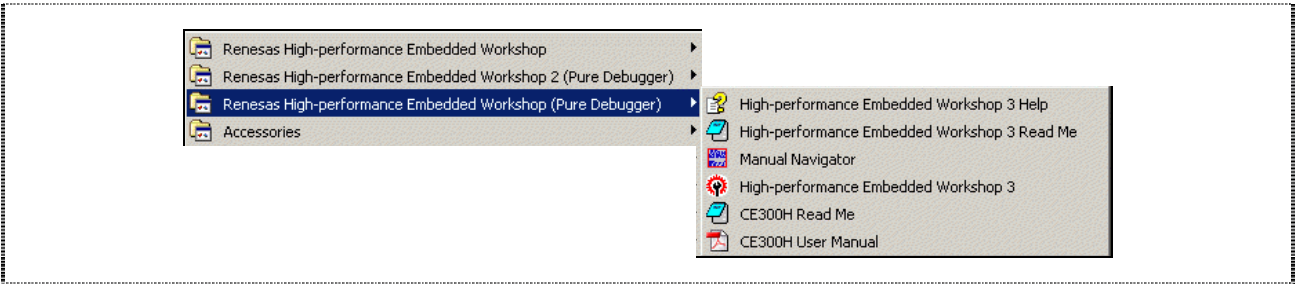 Renesas High-performance Embedded Workshop
Renesas High-performance Embedded Workshop 2 (Pure Debugger)
Renesas High-performance Embedded Workshop (Pure Debugger)
Accessories
High-performance Embedded Workshop 3 Help
High-performance Embedded Workshop 3 Read Me
Manual Navigator
High-performance Embedded Workshop 3
CE300H Read Me
CE300H User Manual